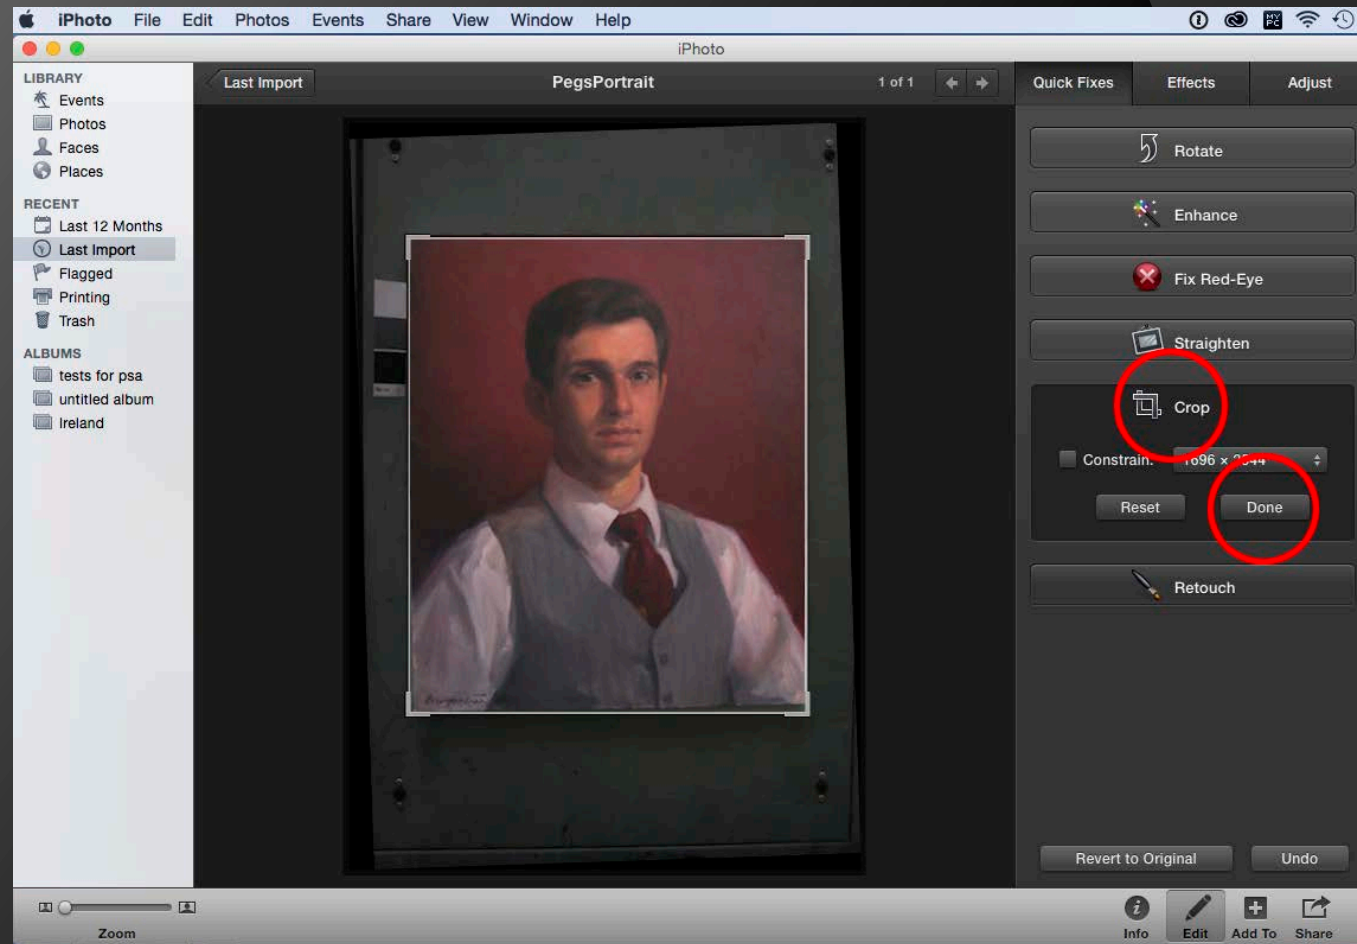 iPhoto File Edit Photos Events Share View Window Help
iPhoto
LIBRARY
Events
Photos
Faces
Places
RECENT
Last 12 Months
Last Import
Flagged
Printing
Trash
ALBUMS
tests for psa
untitled album
Ireland
Last Import
PegsPortrait
1 of 1
Quick Fixes Effects Adjust
Rotate
Enhance
Fix Red-Eye
Straighten
Crop
Constrain:
Reset Done
Retouch
Revert to Original Undo
Zoom
Info Edit Add To Share